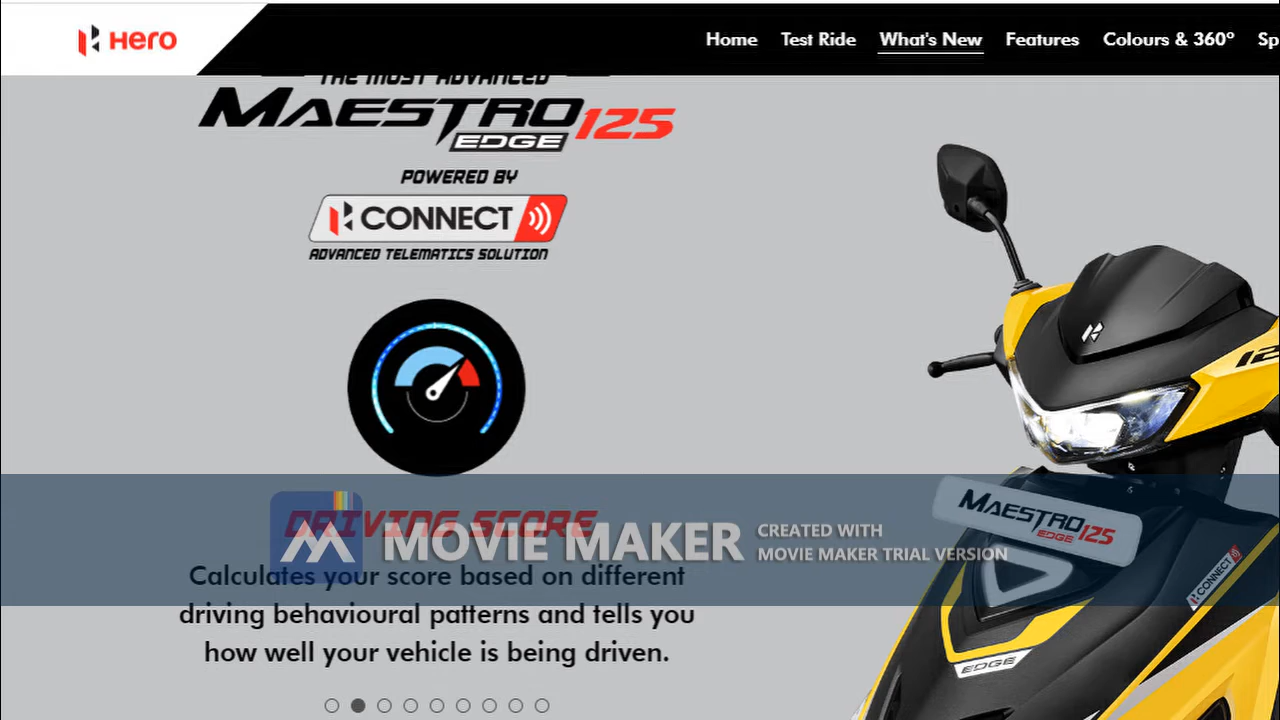 Hero
Home Test Ride What's New Features Colours & 360° Sp
THE MOST ADVANCED
MAESTRO
EDGE 125
POWERED BY
CONNECT
ADVANCED TELEMATICS SOLUTION
125
DRIVING SCORE
MOVIE MAKER
CREATED WITH
MOVIE MAKER TRIAL VERSION
Calculates your score based on different
driving behavioural patterns and tells you
how well your vehicle is being driven.
MAESTRO
EDGE 125
CONNECT
EDGE